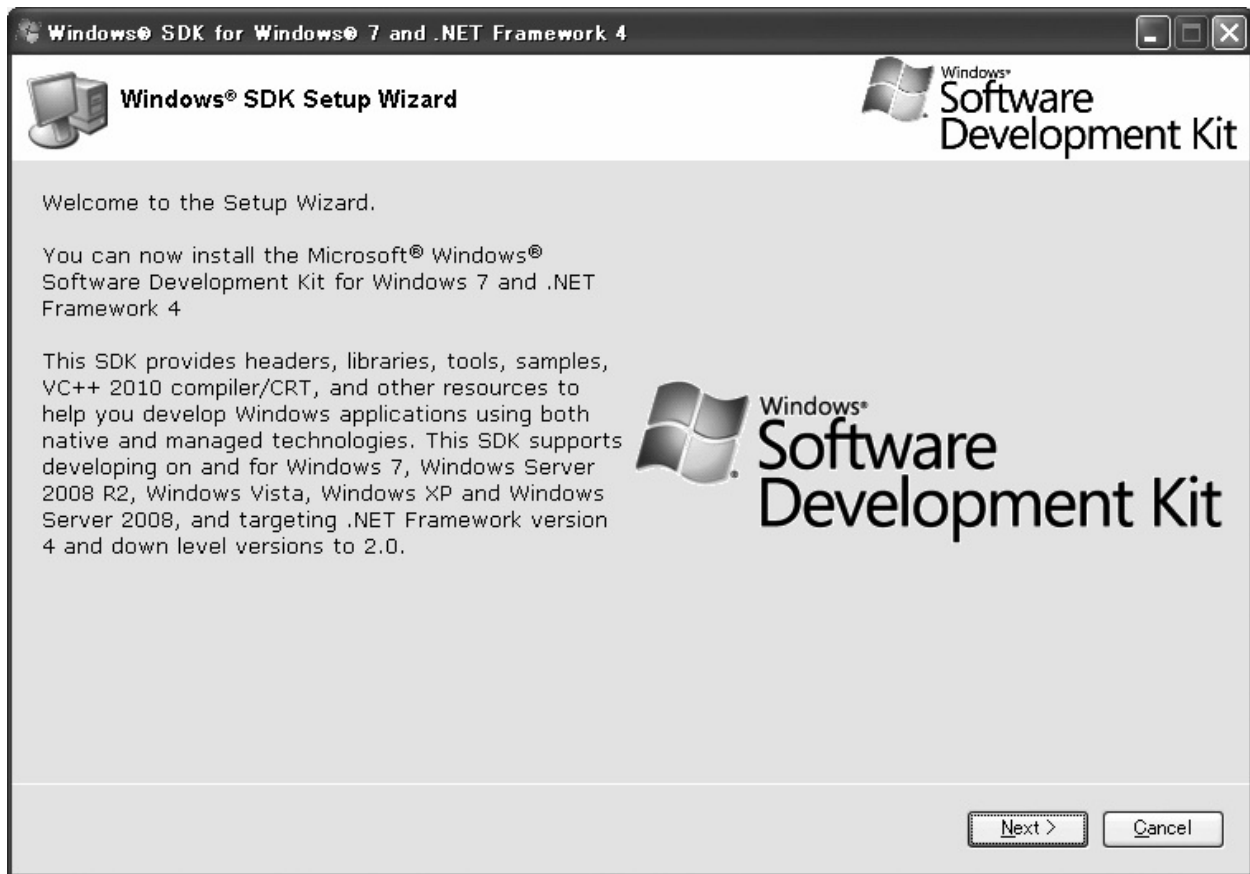 Windows® SDK for Windows® 7 and .NET Framework 4
Windows® SDK Setup Wizard
Windows®
Software
Development Kit
Welcome to the Setup Wizard.
You can now install the Microsoft® Windows®
Software Development Kit for Windows 7 and .NET
Framework 4
This SDK provides headers, libraries, tools, samples,
VC++ 2010 compiler/CRT, and other resources to
help you develop Windows applications using both
native and managed technologies. This SDK supports
developing on and for Windows 7, Windows Server
2008 R2, Windows Vista, Windows XP and Windows
Server 2008, and targeting .NET Framework version
4 and down level versions to 2.0.
Windows®
Software
Development Kit
Next >
Cancel